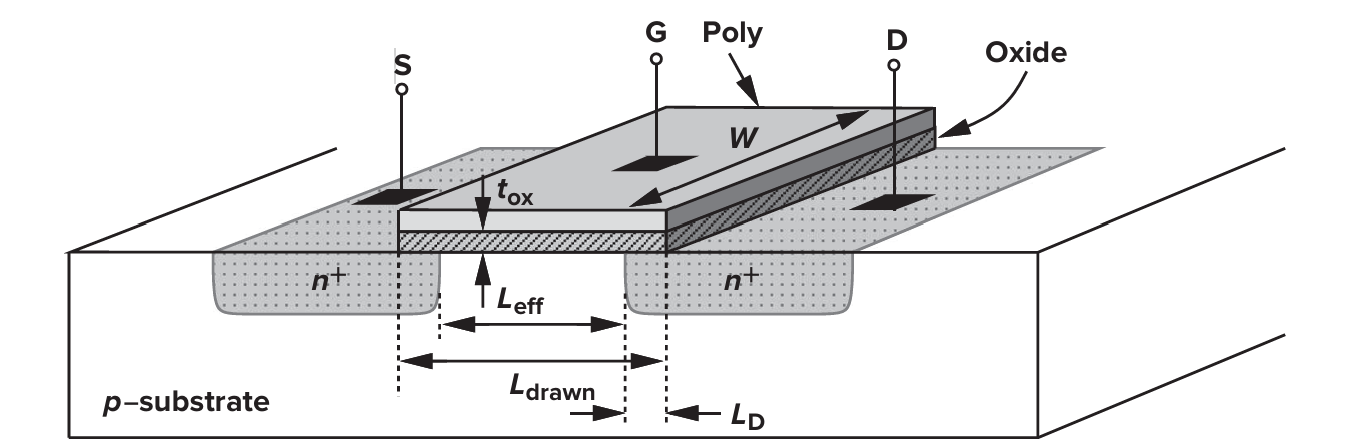 G
Poly
D
Oxide
S
W
tox
n+
n+
Leff
Ldrawn
p–substrate
LD